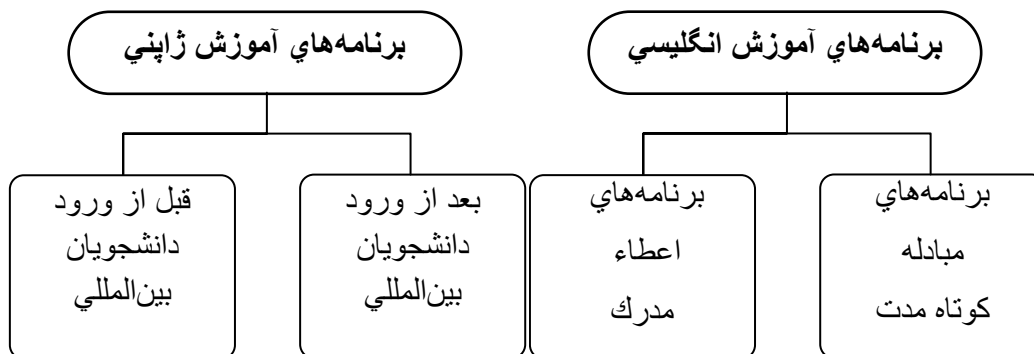 برنامه‌هاي آموزش انگليسي
برنامه‌هاي آموزش ژاپني
برنامه‌هاي
مبادله
كوتاه مدت
برنامه‌هاي
اعطاء
مدرك
بعد از ورود
دانشجويان
بين‌المللي
قبل از ورود
دانشجويان
بين‌المللي